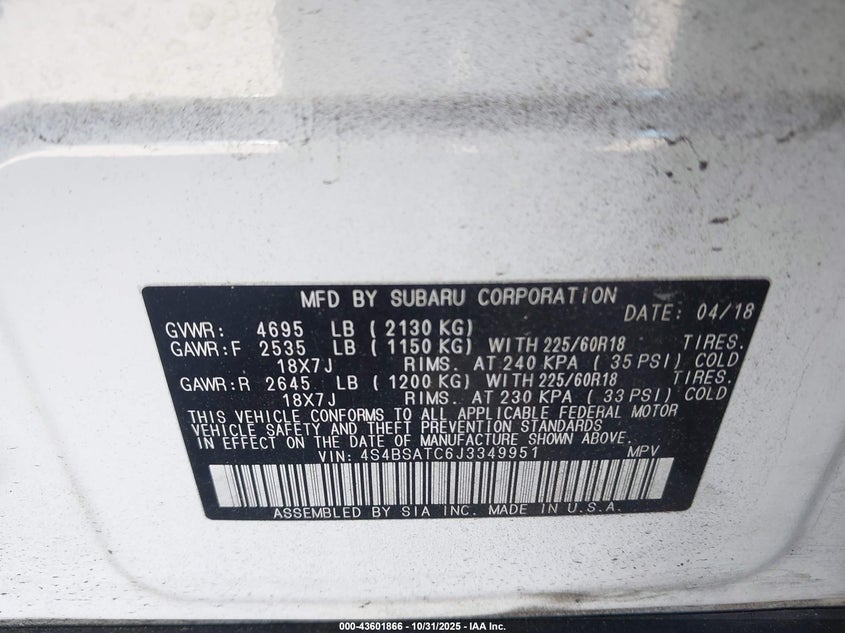 MFD BY SUBARU CORPORATION
DATE: 04/18
GVWR: 4695 LB ( 2130 KG)
GAWR:F 2535 LB ( 1150 KG) WITH 225/60R18 TIRES.
18X7J RIMS. AT 240 KPA ( 35 PSI) COLD
GAWR:R 2645 LB ( 1200 KG) WITH 225/60R18 TIRES.
18X7J RIMS. AT 230 KPA ( 33 PSI) COLD
THIS VEHICLE CONFORMS TO ALL APPLICABLE FEDERAL MOTOR
VEHICLE SAFETY AND THEFT PREVENTION STANDARDS
IN EFFECT ON THE DATE OF MANUFACTURE SHOWN ABOVE.
VIN: 4S4BSATC6J3349951 MPV
ASSEMBLED BY SIA INC. MADE IN U.S.A.
000-43601866 - 10/31/2025 - IAA Inc.